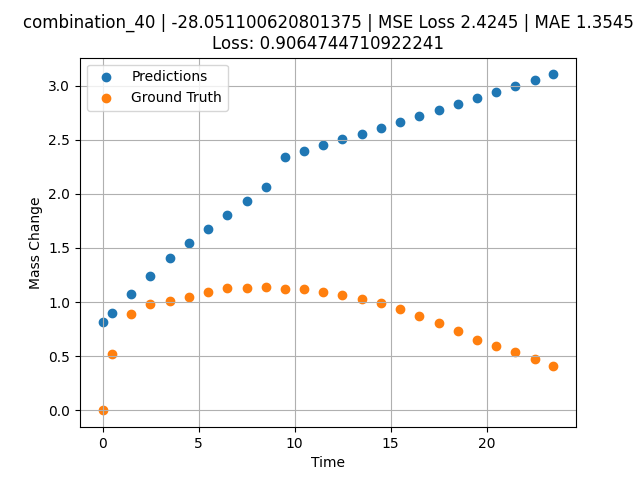 combination_40 | -28.051100620801375 | MSE Loss 2.4245 | MAE 1.3545
Loss: 0.9064744710922241
Predictions
Ground Truth
3.0
2.5
2.0
1.5
1.0
0.5
0.0
Mass Change
0
5
10
15
20
Time